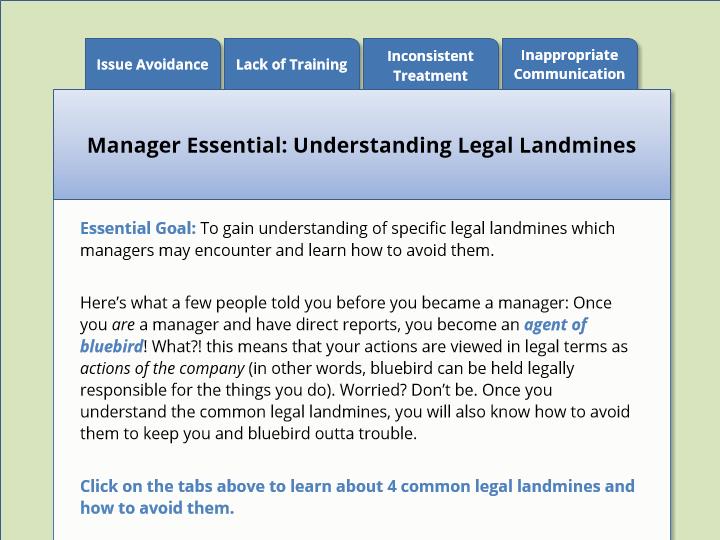 Issue Avoidance
Lack of Training
Inconsistent
Treatment
Inappropriate
Communication
Manager Essential: Understanding Legal Landmines
Essential Goal: To gain understanding of specific legal landmines which
managers may encounter and learn how to avoid them.
Here’s what a few people told you before you became a manager: Once
you are a manager and have direct reports, you become an agent of
bluebird! What?! this means that your actions are viewed in legal terms as
actions of the company (in other words, bluebird can be held legally
responsible for the things you do). Worried? Don’t be. Once you
understand the common legal landmines, you will also know how to avoid
them to keep you and bluebird outta trouble.
Click on the tabs above to learn about 4 common legal landmines and
how to avoid them.